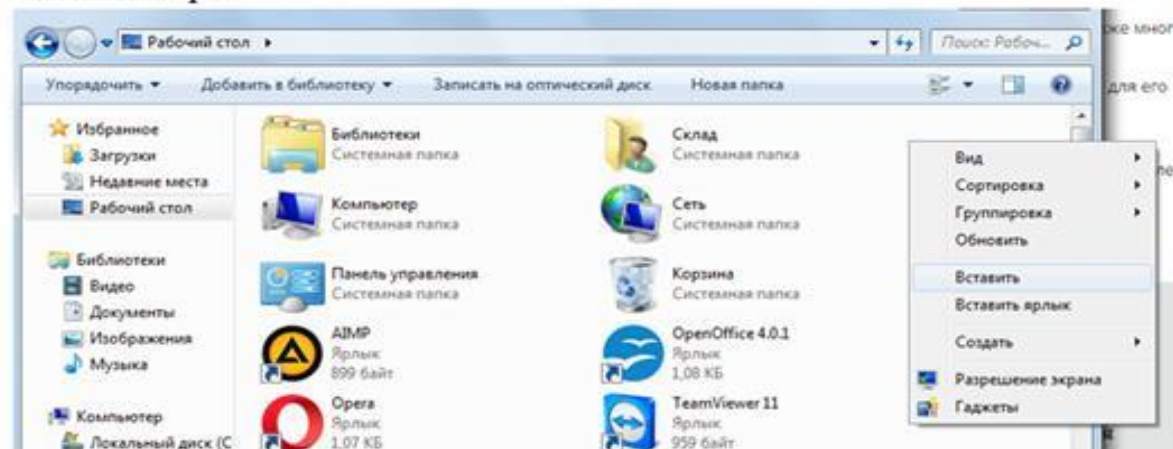 Рабочий стол
Поиск: Рабоч...
Упорядочить
Добавить в библиотеку
Записать на оптический диск
Новая папка
для его
Избранное
Загрузки
Недавние места
Рабочий стол
Библиотеки
Видео
Документы
Изображения
Музыка
Компьютер
Локальный диск (C
Библиотеки
Системная папка
Склад
Системная папка
Компьютер
Системная папка
Сеть
Системная папка
Панель управления
Системная папка
Корзина
Системная папка
AIMP
Ярлык
899 байт
OpenOffice 4.0.1
Ярлык
1,08 КБ
Opera
Ярлык
1,07 КБ
TeamViewer 11
Ярлык
959 байт
Вид
Сортировка
Группировка
Обновить
Вставить
Вставить ярлык
Создать
Разрешение экрана
Гаджеты